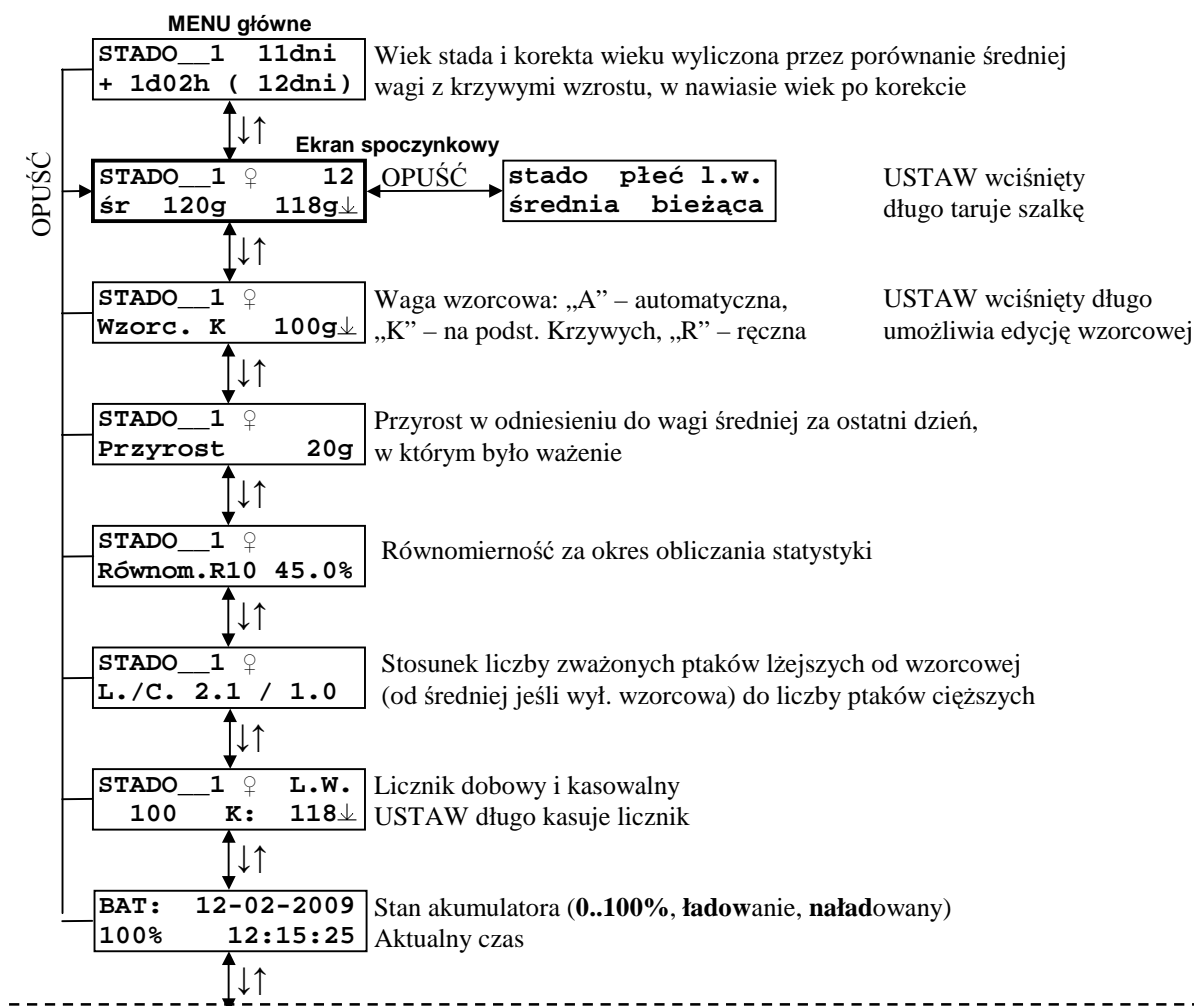 MENU główne
STADO__1 11dni
+ 1d02h ( 12dni)
Wiek stada i korekta wieku wyliczona przez porównanie średniej
wagi z krzywymi wzrostu, w nawiasie wiek po korekcie
↓↑
OPUŚĆ
Ekran spoczynkowy
STADO__1 ♀ 12
śr 120g 118g↓
OPUŚĆ
stado płeć l.w.
średnia bieżąca
USTAW wciśnięty
długo taruje szalkę
↓↑
STADO__1 ♀
Wzorc. K 100g↓
Waga wzorcowa: „A” – automatyczna,
„K” – na podst. Krzywych, „R” – ręczna
USTAW wciśnięty długo
umożliwia edycję wzorcowej
↓↑
STADO__1 ♀
Przyrost 20g
Przyrost w odniesieniu do wagi średniej za ostatni dzień,
w którym było ważenie
↓↑
STADO__1 ♀
Równom.R10 45.0%
Równomierność za okres obliczania statystyki
↓↑
STADO__1 ♀
L./C. 2.1 / 1.0
Stosunek liczby zważonych ptaków lżejszych od wzorcowej
(od średniej jeśli wył. wzorcowa) do liczby ptaków cięższych
↓↑
STADO__1 ♀ L.W.
100 K: 118↓
Licznik dobowy i kasowalny
USTAW długo kasuje licznik
↓↑
BAT: 12-02-2009
100% 12:15:25
Stan akumulatora (0..100%, ładowanie, naładowany)
Aktualny czas
↓↑